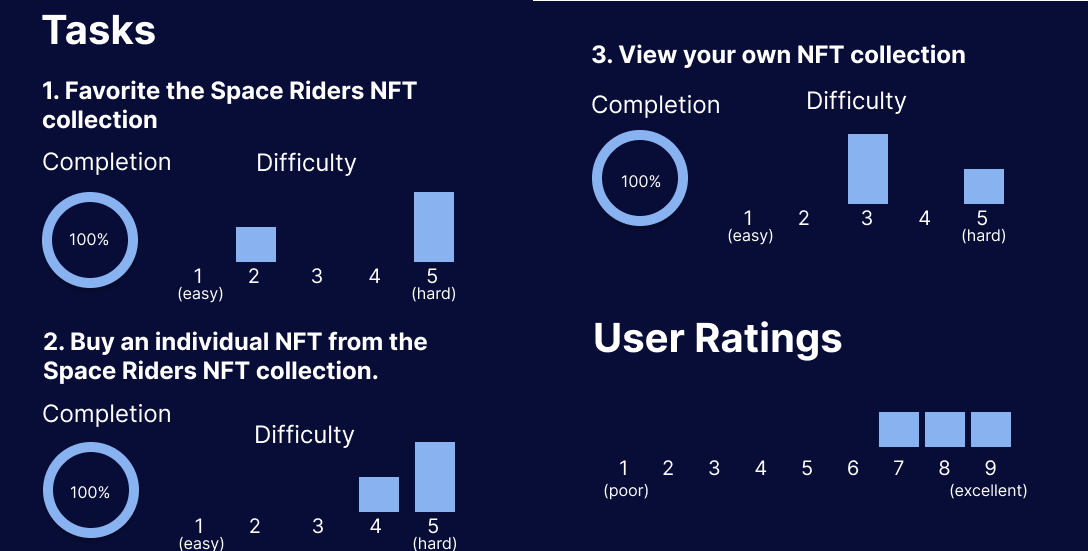 Tasks
1. Favorite the Space Riders NFT
collection
Completion
Difficulty
100%
1 2 3 4 5
(easy) (hard)
2. Buy an individual NFT from the
Space Riders NFT collection.
Completion
Difficulty
100%
1 2 3 4 5
(easy) (hard)
3. View your own NFT collection
Completion
Difficulty
100%
1 2 3 4 5
(easy) (hard)
User Ratings
1 2 3 4 5 6 7 8 9
(poor) (excellent)